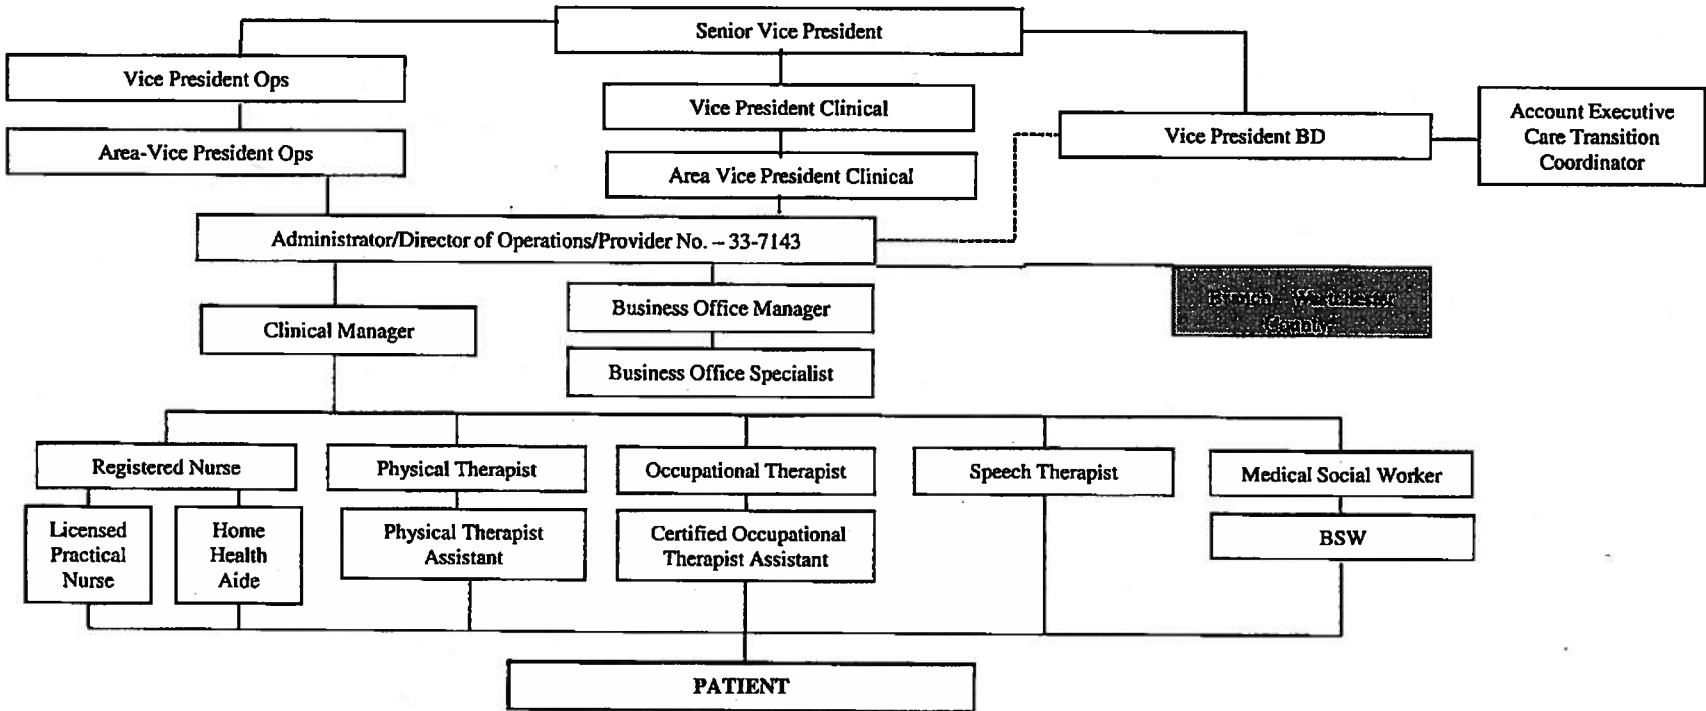 Senior Vice President
Vice President Ops
Vice President Clinical
Vice President BD
Account Executive
Care Transition
Coordinator
Area-Vice President Ops
Area Vice President Clinical
Administrator/Director of Operations/Provider No. – 33-7143
Branch – Westchester
County
Clinical Manager
Business Office Manager
Business Office Specialist
Registered Nurse
Physical Therapist
Occupational Therapist
Speech Therapist
Medical Social Worker
Licensed
Practical
Nurse
Home
Health
Aide
Physical Therapist
Assistant
Certified Occupational
Therapist Assistant
BSW
PATIENT